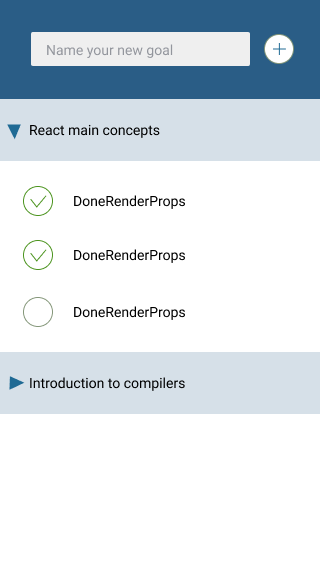 Name your new goal
React main concepts
DoneRenderProps
DoneRenderProps
DoneRenderProps
Introduction to compilers